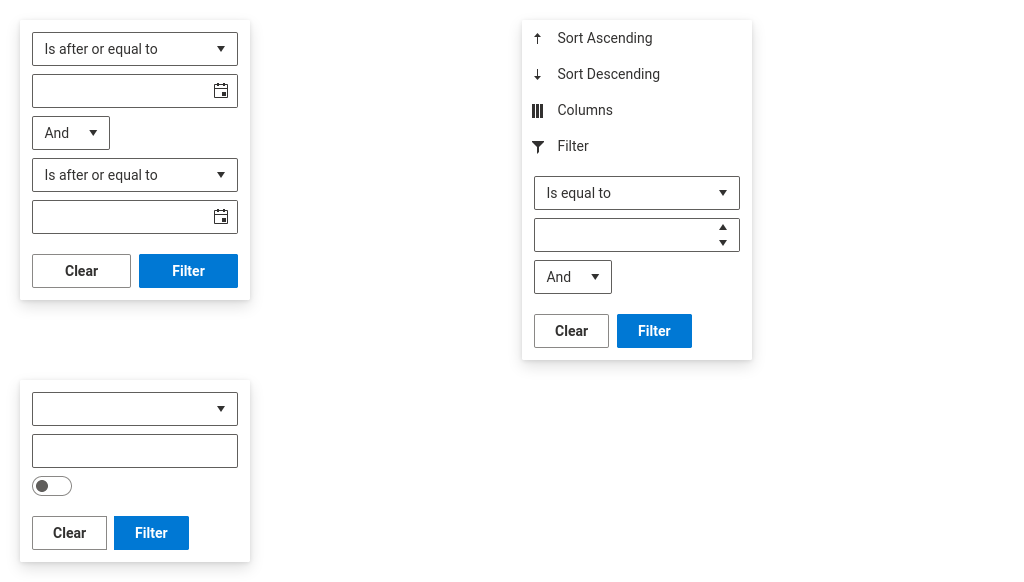 Is after or equal to
And
Is after or equal to
Clear
Filter
Sort Ascending
Sort Descending
Columns
Filter
Is equal to
And
Clear
Filter
Clear
Filter